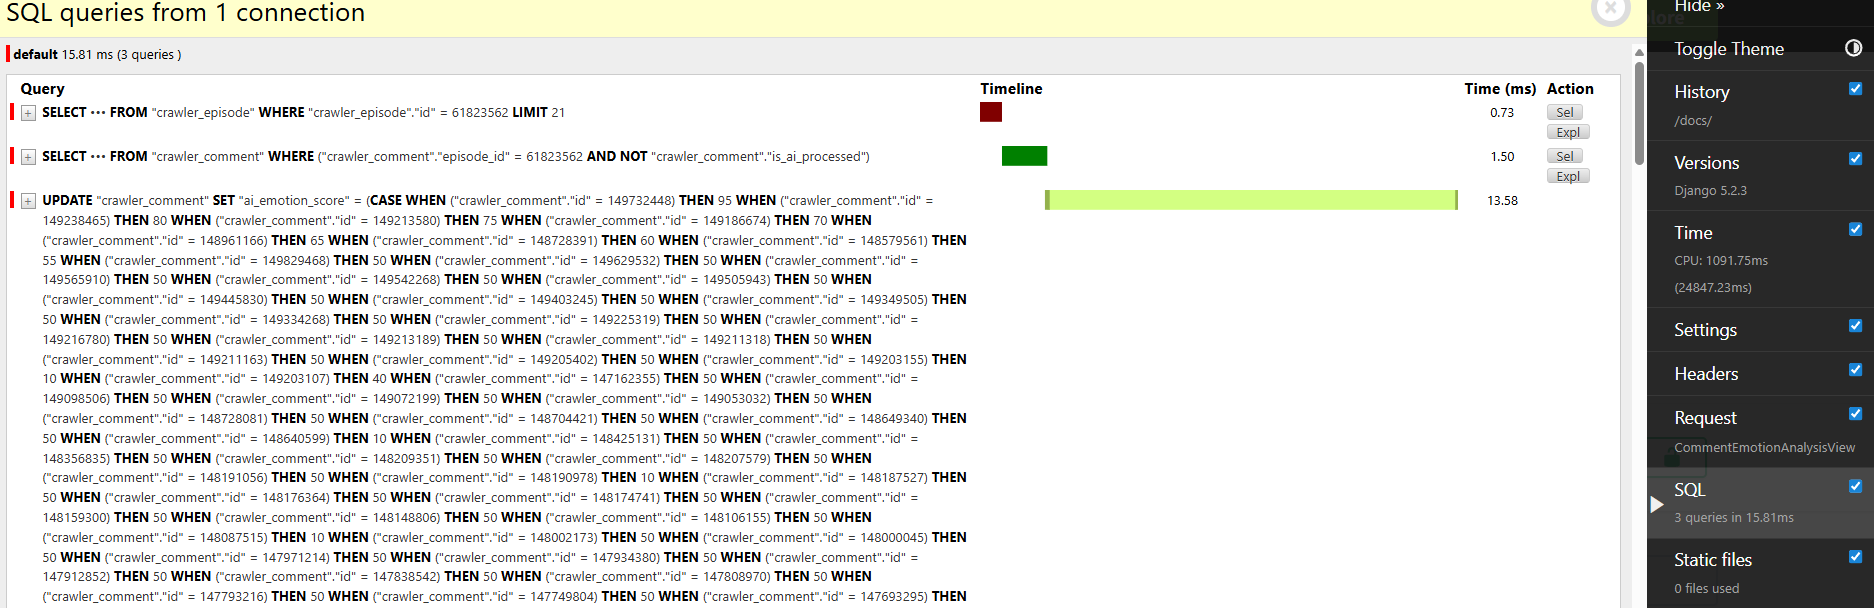 SQL queries from 1 connection
default 15.81 ms (3 queries )
Query Timeline Time (ms) Action
+ SELECT ••• FROM "crawler_episode" WHERE "crawler_episode"."id" = 61823562 LIMIT 21 0.73 Sel
Expl
+ SELECT ••• FROM "crawler_comment" WHERE ("crawler_comment"."episode_id" = 61823562 AND NOT "crawler_comment"."is_ai_processed") 1.50 Sel
Expl
+ UPDATE "crawler_comment" SET "ai_emotion_score" = (CASE WHEN ("crawler_comment"."id" = 149732448) THEN 95 WHEN ("crawler_comment"."id" = 13.58
149238465) THEN 80 WHEN ("crawler_comment"."id" = 149213580) THEN 75 WHEN ("crawler_comment"."id" = 149186674) THEN 70 WHEN
("crawler_comment"."id" = 148961166) THEN 65 WHEN ("crawler_comment"."id" = 148728391) THEN 60 WHEN ("crawler_comment"."id" = 148579561) THEN
55 WHEN ("crawler_comment"."id" = 149829468) THEN 50 WHEN ("crawler_comment"."id" = 149629532) THEN 50 WHEN ("crawler_comment"."id" =
149565910) THEN 50 WHEN ("crawler_comment"."id" = 149542268) THEN 50 WHEN ("crawler_comment"."id" = 149505943) THEN 50 WHEN
("crawler_comment"."id" = 149445830) THEN 50 WHEN ("crawler_comment"."id" = 149403245) THEN 50 WHEN ("crawler_comment"."id" = 149349505) THEN
50 WHEN ("crawler_comment"."id" = 149334268) THEN 50 WHEN ("crawler_comment"."id" = 149225319) THEN 50 WHEN ("crawler_comment"."id" =
149216780) THEN 50 WHEN ("crawler_comment"."id" = 149213189) THEN 50 WHEN ("crawler_comment"."id" = 149211318) THEN 50 WHEN
("crawler_comment"."id" = 149211163) THEN 50 WHEN ("crawler_comment"."id" = 149205402) THEN 50 WHEN ("crawler_comment"."id" = 149203155) THEN
10 WHEN ("crawler_comment"."id" = 149203107) THEN 40 WHEN ("crawler_comment"."id" = 147162355) THEN 50 WHEN ("crawler_comment"."id" =
149098506) THEN 50 WHEN ("crawler_comment"."id" = 149072199) THEN 50 WHEN ("crawler_comment"."id" = 149053032) THEN 50 WHEN
("crawler_comment"."id" = 148728081) THEN 50 WHEN ("crawler_comment"."id" = 148704421) THEN 50 WHEN ("crawler_comment"."id" = 148649340) THEN
50 WHEN ("crawler_comment"."id" = 148640599) THEN 10 WHEN ("crawler_comment"."id" = 148425131) THEN 50 WHEN ("crawler_comment"."id" =
148356835) THEN 50 WHEN ("crawler_comment"."id" = 148209351) THEN 50 WHEN ("crawler_comment"."id" = 148207579) THEN 50 WHEN
("crawler_comment"."id" = 148191056) THEN 50 WHEN ("crawler_comment"."id" = 148190978) THEN 10 WHEN ("crawler_comment"."id" = 148187527) THEN
50 WHEN ("crawler_comment"."id" = 148176364) THEN 50 WHEN ("crawler_comment"."id" = 148174741) THEN 50 WHEN ("crawler_comment"."id" =
148159300) THEN 50 WHEN ("crawler_comment"."id" = 148148806) THEN 50 WHEN ("crawler_comment"."id" = 148106155) THEN 50 WHEN
("crawler_comment"."id" = 148087515) THEN 10 WHEN ("crawler_comment"."id" = 148002173) THEN 50 WHEN ("crawler_comment"."id" = 148000045) THEN
50 WHEN ("crawler_comment"."id" = 147971214) THEN 50 WHEN ("crawler_comment"."id" = 147934380) THEN 50 WHEN ("crawler_comment"."id" =
147912852) THEN 50 WHEN ("crawler_comment"."id" = 147838542) THEN 50 WHEN ("crawler_comment"."id" = 147808970) THEN 50 WHEN
("crawler_comment"."id" = 147793216) THEN 50 WHEN ("crawler_comment"."id" = 147749804) THEN 50 WHEN ("crawler_comment"."id" = 147693295) THEN
Hide »
Toggle Theme
History
/docs/
Versions
Django 5.2.3
Time
CPU: 1091.75ms
(24847.23ms)
Settings
Headers
Request
CommentEmotionAnalysisView
SQL
3 queries in 15.81ms
Static files
0 files used